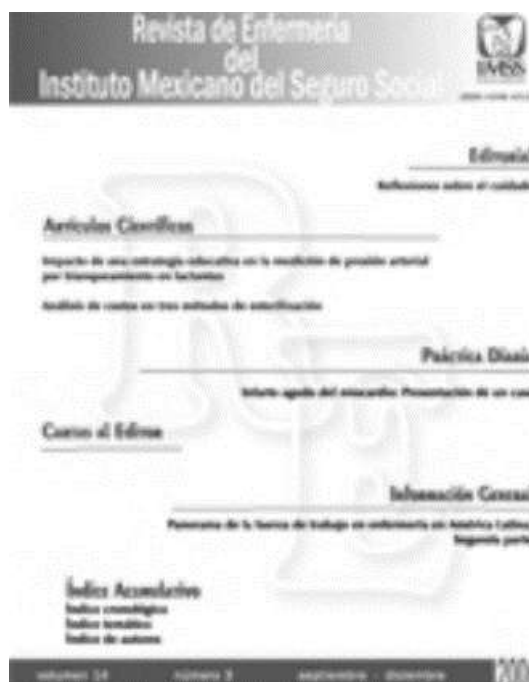 Revista de Enfermería
del
Instituto Mexicano del Seguro Social
IMSS
Editorial
Reflexiones sobre el cuidado
Artículos Científicos
Impacto de una estrategia educativa en la medición de presión arterial
por en lactantes
Análisis de costos en tres métodos de esterilización
Práctica Diaria
Infarto agudo del miocardio: Presentación de un caso
Cartas al Editor
Información General
Panorama de la fuerza de trabajo en enfermería en América Latina
Segunda parte
Índice Acumulativo
Índice cronológico
Índice temático
Índice de autores
volumen 14 número 3 septiembre - diciembre 200